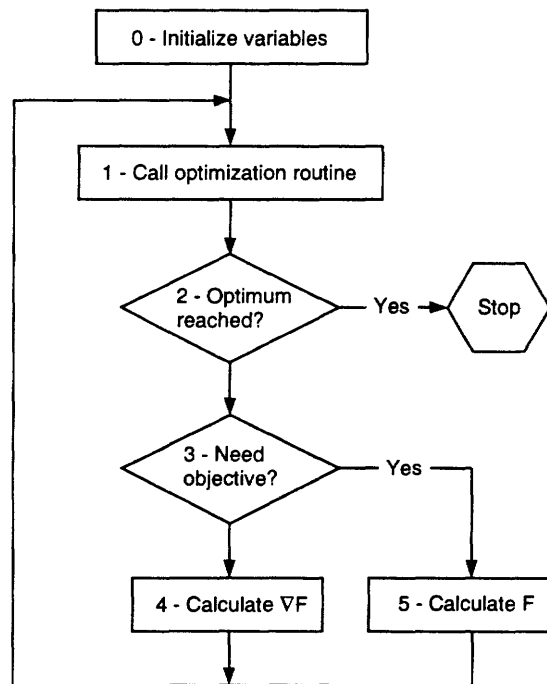 0 - Initialize variables
1 - Call optimization routine
2 - Optimum
reached?
Yes
Stop
3 - Need
objective?
Yes
4 - Calculate ∇F
5 - Calculate F